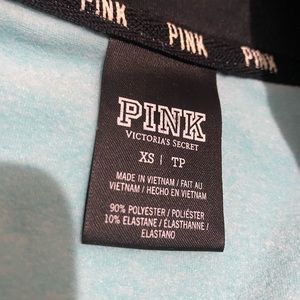 PINK PINK PINK
PINK
VICTORIA'S SECRET
XS | TP
MADE IN VIETNAM / FAIT AU
VIETNAM / HECHO EN VIETNAM
90% POLYESTER / POLIÉSTER
10% ELASTANE / ÉLASTHANNE /
ELASTANO